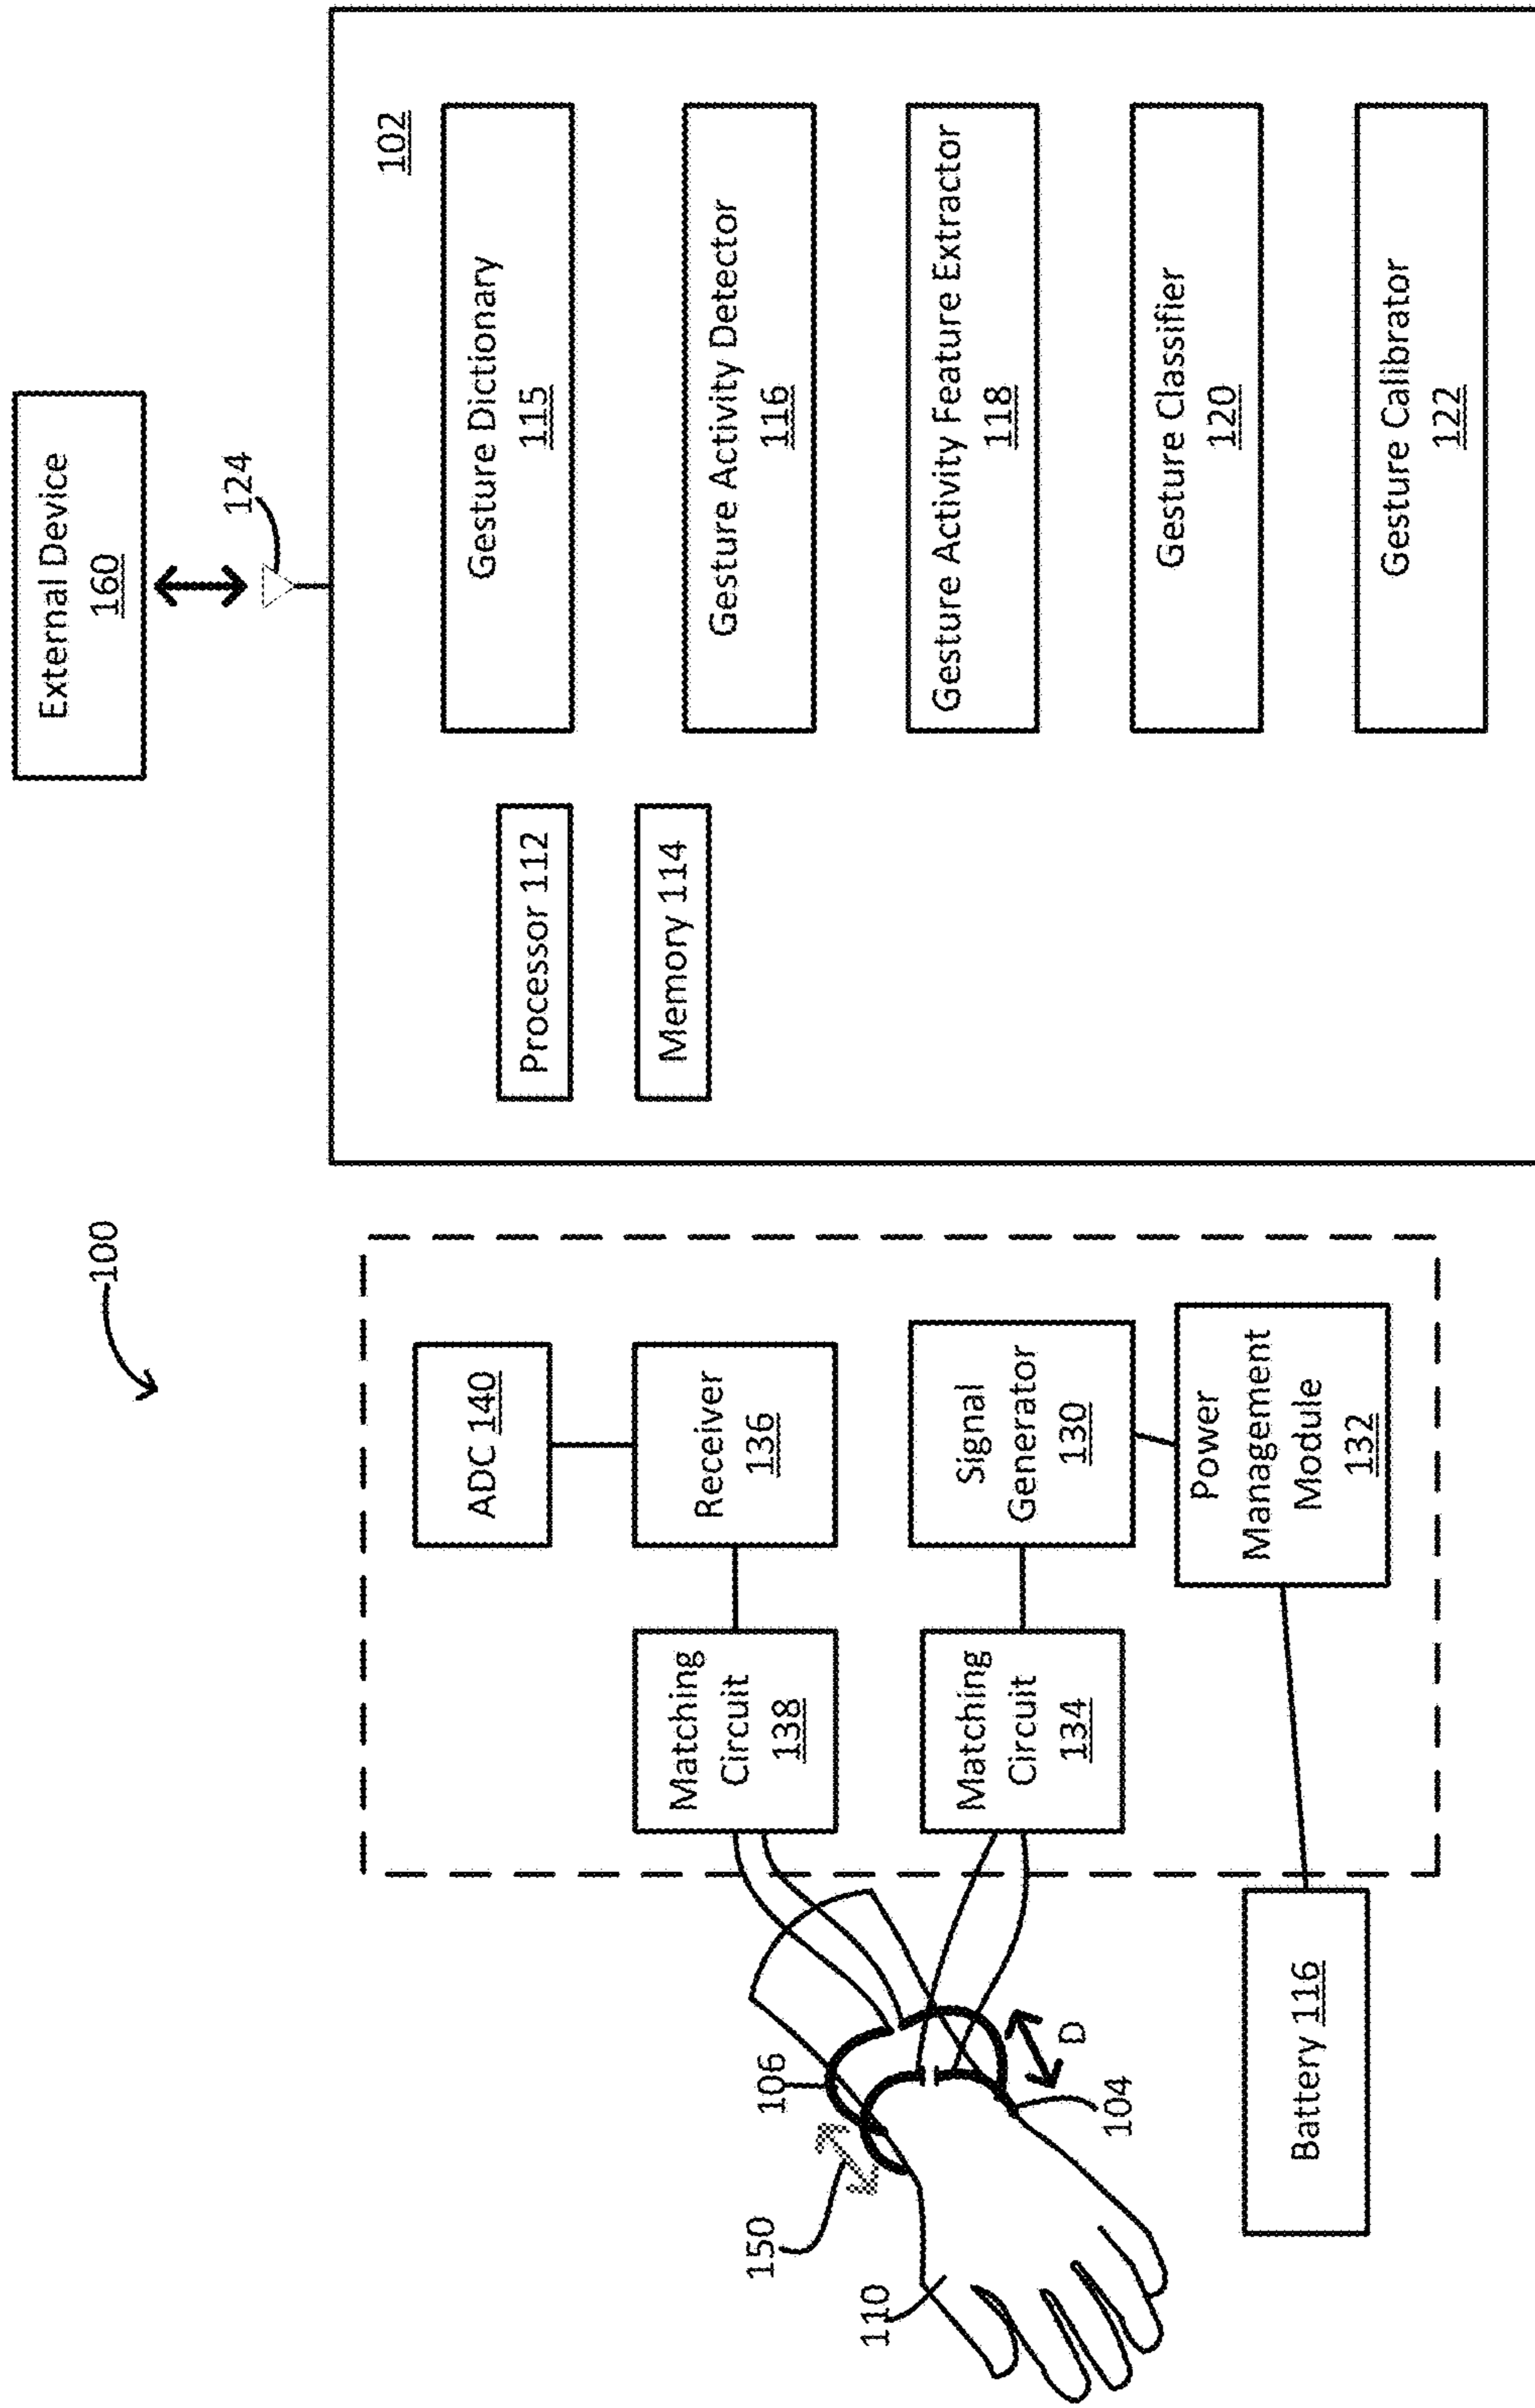 100
External Device
160
124
102
Processor 112
Memory 114
Gesture Dictionary
115
Gesture Activity Detector
116
Gesture Activity Feature Extractor
118
Gesture Classifier
120
Gesture Calibrator
122
ADC 140
Receiver
136
Matching
Circuit
138
Signal
Generator
130
Matching
Circuit
134
Power
Management
Module
132
Battery 116
106
150
110
104
D